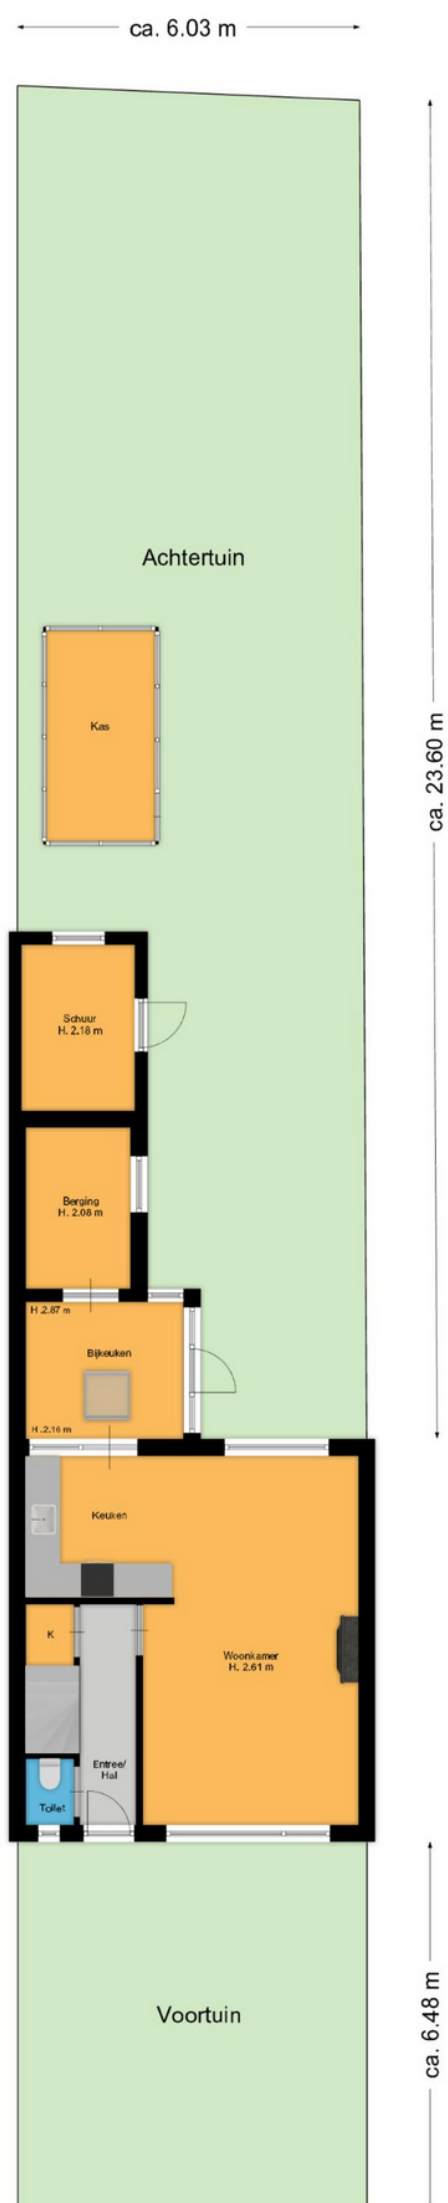 ca. 6.03 m
Achtertuin
Kas
ca. 23.60 m
Schuur
H. 2.18 m
Berging
H. 2.08 m
H .2.87 m
Bijkeuken
H .2.16 m
Keuken
K
Woonkamer
H. 2.61 m
Entree/
Hal
Toilet
Voortuin
ca. 6.48 m